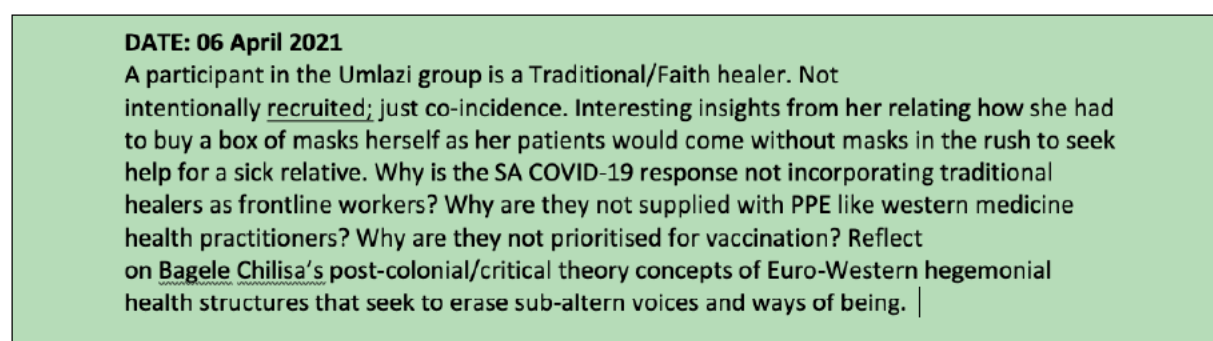 DATE: 06 April 2021
A participant in the Umlazi group is a Traditional/Faith healer. Not
intentionally recruited; just co-incidence. Interesting insights from her relating how she had
to buy a box of masks herself as her patients would come without masks in the rush to seek
help for a sick relative. Why is the SA COVID-19 response not incorporating traditional
healers as frontline workers? Why are they not supplied with PPE like western medicine
health practitioners? Why are they not prioritised for vaccination? Reflect
on Bagele Chilisa’s post-colonial/critical theory concepts of Euro-Western hegemonial
health structures that seek to erase sub-altern voices and ways of being.